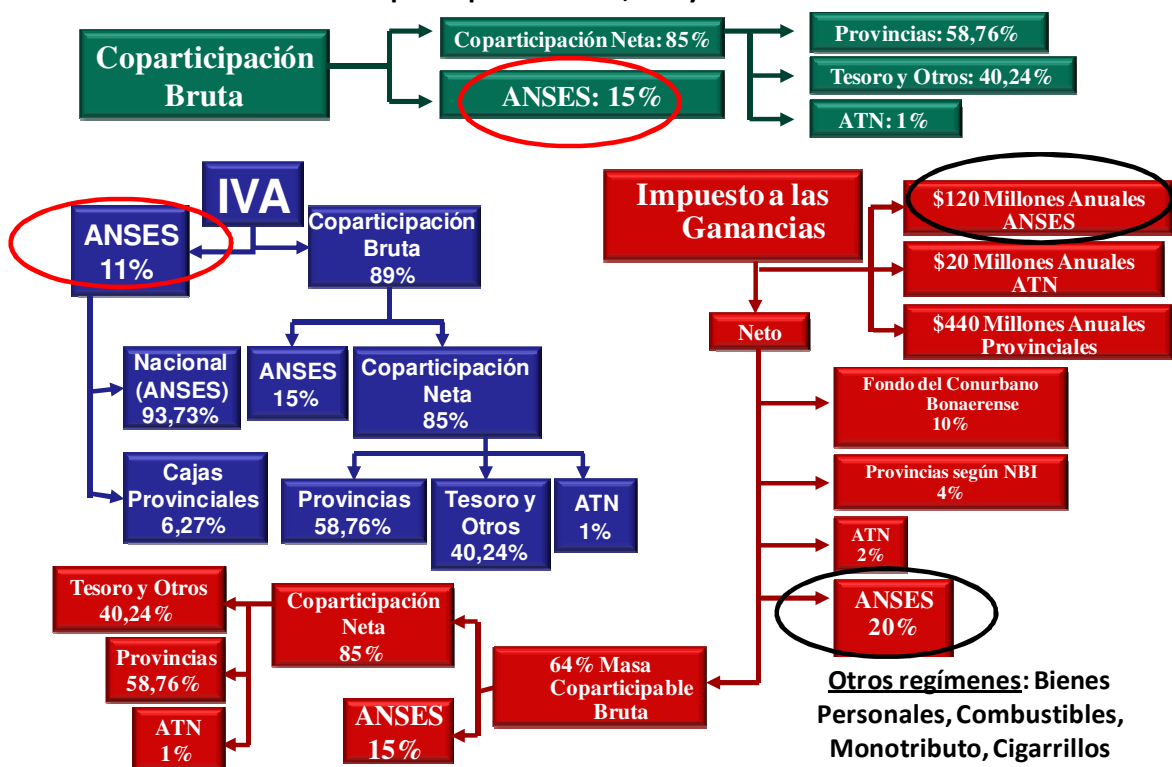 Coparticipación
Bruta
Coparticipación Neta: 85%
ANSES: 15%
Provincias: 58,76%
Tesoro y Otros: 40,24%
ATN: 1%
IVA
ANSES
11%
Coparticipación
Bruta
89%
Nacional
(ANSES)
93,73%
ANSES
15%
Coparticipación
Neta
85%
Cajas
Provinciales
6,27%
Provincias
58,76%
Tesoro y
Otros
40,24%
ATN
1%
Impuesto a las
Ganancias
$120 Millones Anuales
ANSES
$20 Millones Anuales
ATN
$440 Millones Anuales
Provinciales
Neto
Fondo del Conurbano
Bonaerense
10%
Provincias según NBI
4%
ATN
2%
ANSES
20%
64% Masa
Coparticipable
Bruta
Coparticipación
Neta
85%
ANSES
15%
Tesoro y Otros
40,24%
Provincias
58,76%
ATN
1%
Otros regímenes: Bienes
Personales, Combustibles,
Monotributo, Cigarrillos